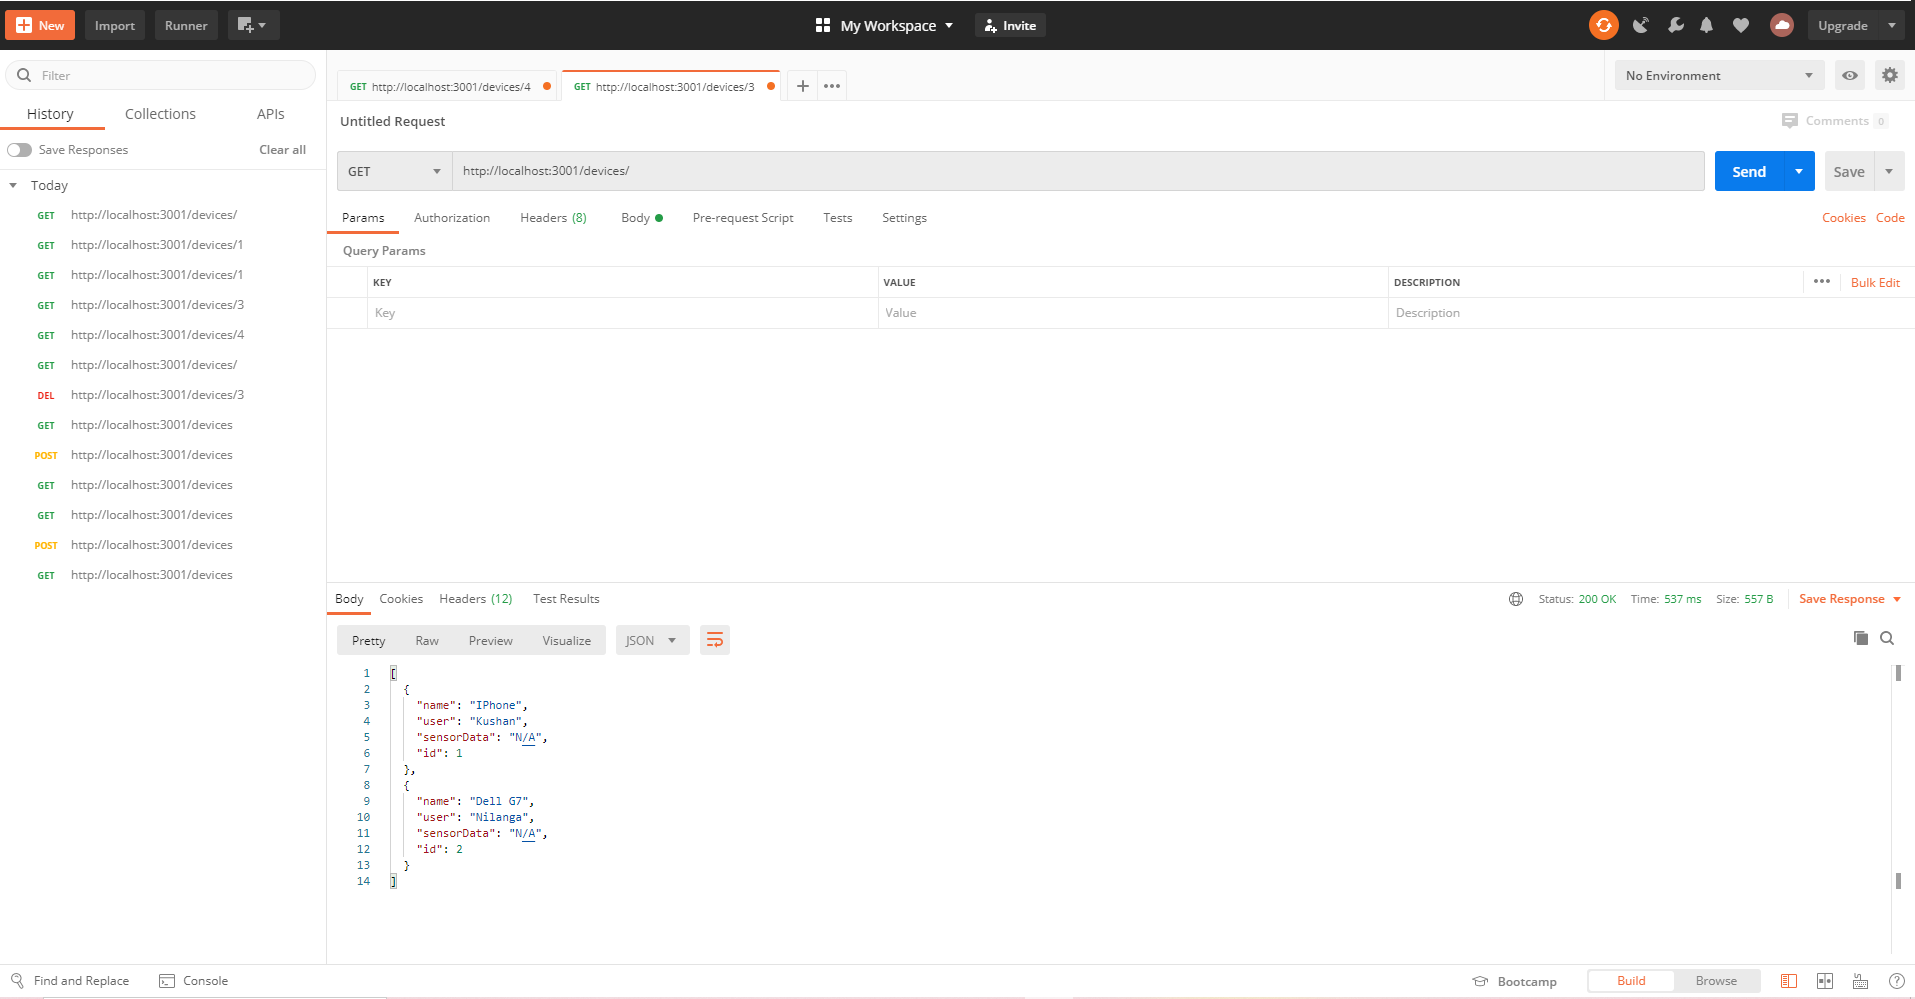 New Import Runner My Workspace Invite Upgrade
Filter
History Collections APIs
Save Responses Clear all
Today
GET http://localhost:3001/devices/
GET http://localhost:3001/devices/1
GET http://localhost:3001/devices/1
GET http://localhost:3001/devices/3
GET http://localhost:3001/devices/4
GET http://localhost:3001/devices/
DEL http://localhost:3001/devices/3
GET http://localhost:3001/devices
POST http://localhost:3001/devices
GET http://localhost:3001/devices
GET http://localhost:3001/devices
POST http://localhost:3001/devices
GET http://localhost:3001/devices
GET http://localhost:3001/devices/4 GET http://localhost:3001/devices/3 No Environment
Untitled Request Comments 0
GET http://localhost:3001/devices/ Send Save
Params Authorization Headers (8) Body Pre-request Script Tests Settings Cookies Code
Query Params
KEY VALUE DESCRIPTION Bulk Edit
Key Value Description
Body Cookies Headers (12) Test Results Status: 200 OK Time: 537 ms Size: 557 B Save Response
Pretty Raw Preview Visualize JSON
1 [
2 {
3 "name": "IPhone",
4 "user": "Kushan",
5 "sensorData": "N/A",
6 "id": 1
7 },
8 {
9 "name": "Dell G7",
10 "user": "Nilanga",
11 "sensorData": "N/A",
12 "id": 2
13 }
14 ]
Find and Replace Console Bootcamp Build Browse